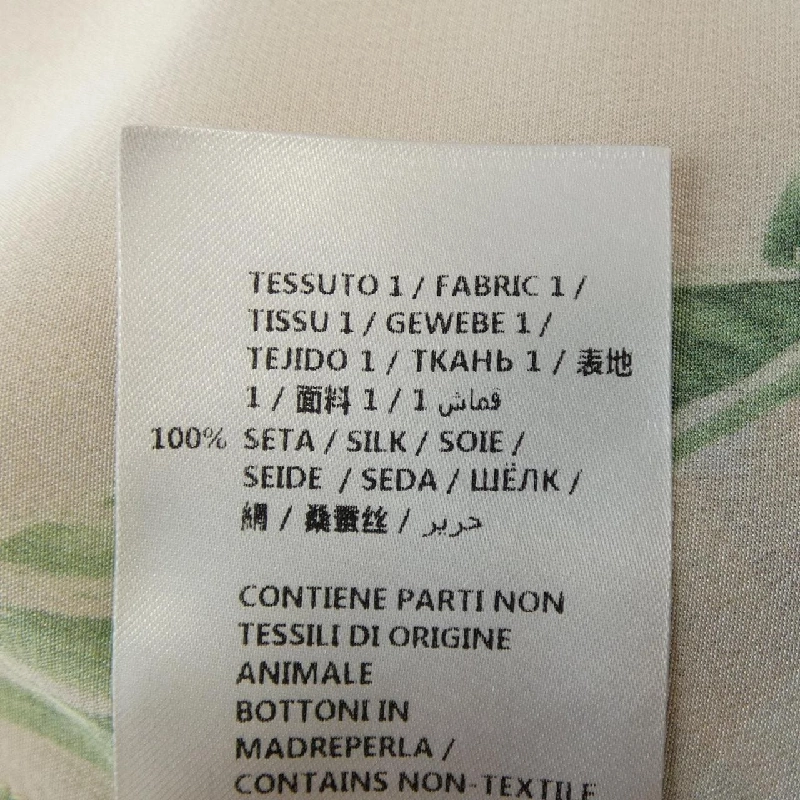 TESSUTO 1 / FABRIC 1 /
TISSU 1 / GEWEBE 1 /
TEJIDO 1 / ТКАНЬ 1 / 表地
1 / 面料 1 / 1 قماش
100% SETA / SILK / SOIE /
SEIDE / SEDA / ШЁЛК /
絹 / 桑蚕丝 / حرير
CONTIENE PARTI NON
TESSILI DI ORIGINE
ANIMALE
BOTTONI IN
MADREPERLA /
CONTAINS NON-TEXTILE